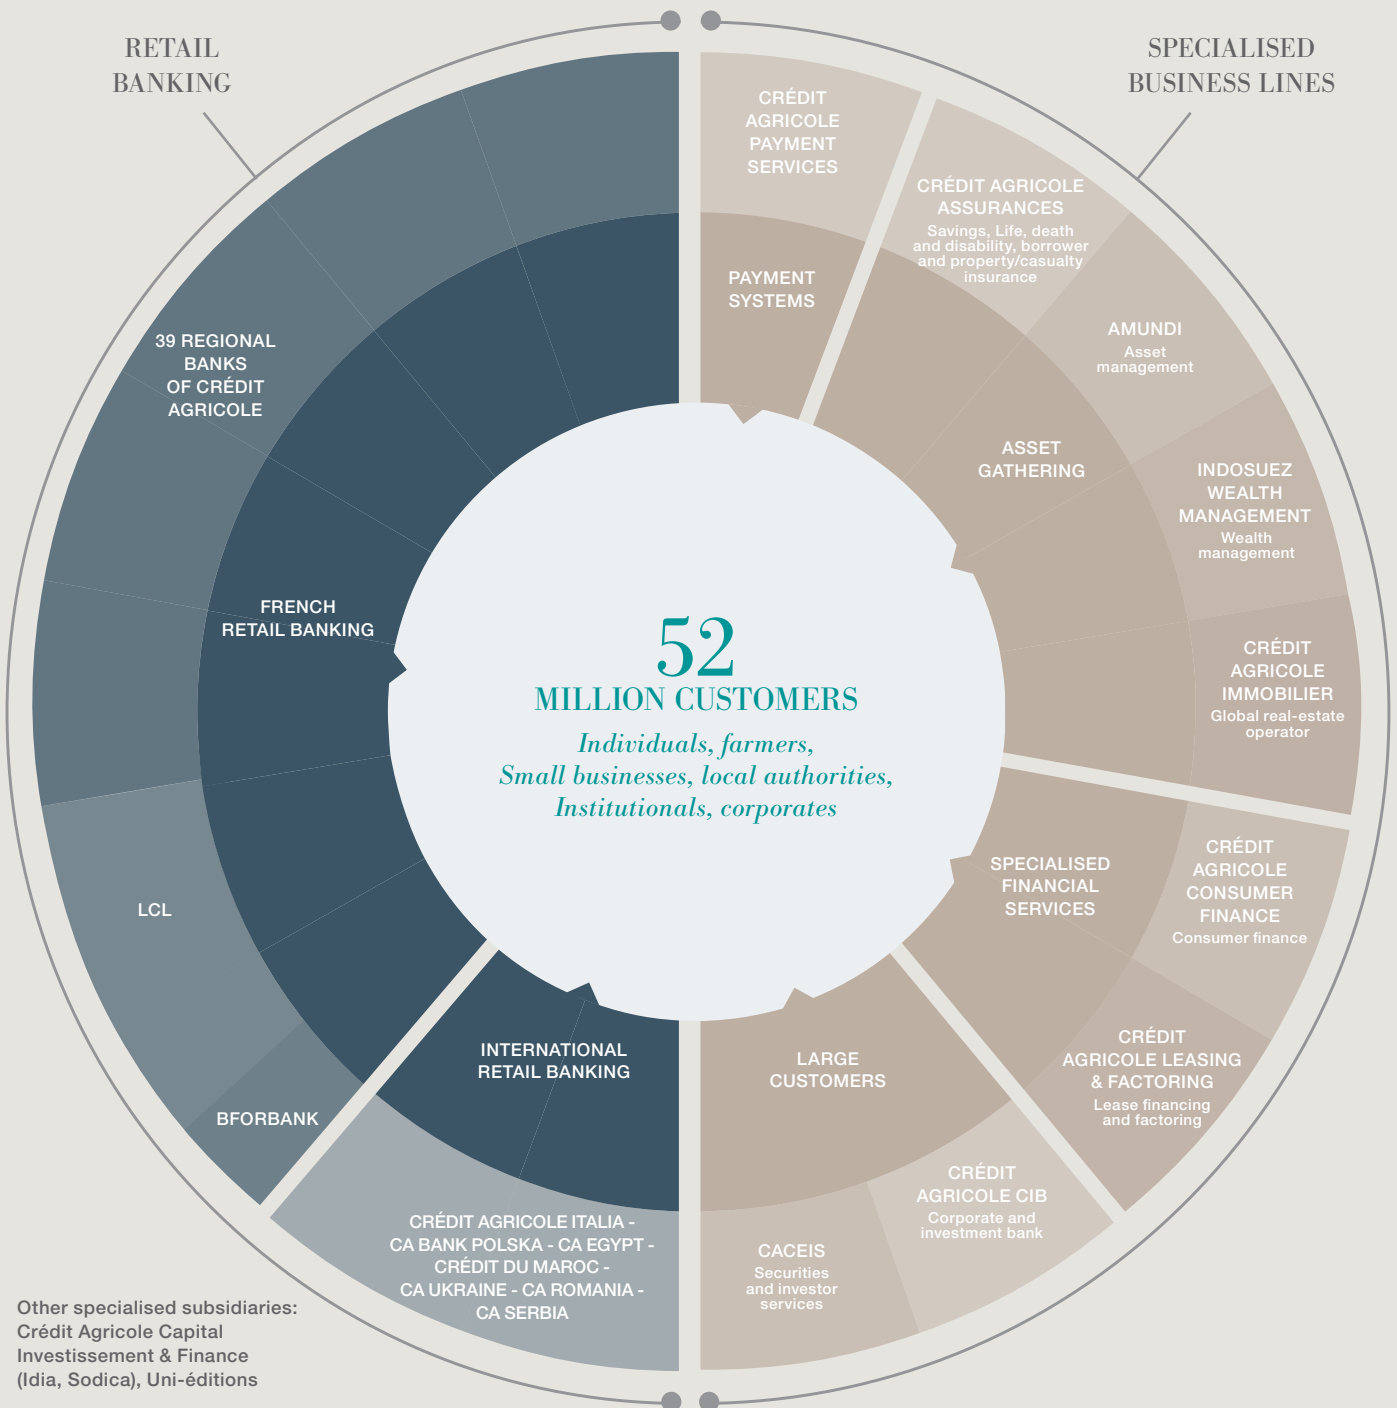 RETAIL
BANKING
SPECIALISED
BUSINESS LINES
CRÉDIT
AGRICOLE
PAYMENT
SERVICES
PAYMENT
SYSTEMS
CRÉDIT AGRICOLE
ASSURANCES
Savings, Life, death
and disability, borrower
and property/casualty
insurance
AMUNDI
Asset
management
ASSET
GATHERING
INDOSUEZ
WEALTH
MANAGEMENT
Wealth
management
CRÉDIT
AGRICOLE
IMMOBILIER
Global real-estate
operator
39 REGIONAL
BANKS
OF CRÉDIT
AGRICOLE
FRENCH
RETAIL BANKING
52
MILLION CUSTOMERS
Individuals, farmers,
Small businesses, local authorities,
Institutionals, corporates
SPECIALISED
FINANCIAL
SERVICES
CRÉDIT
AGRICOLE
CONSUMER
FINANCE
Consumer finance
CRÉDIT
AGRICOLE LEASING
& FACTORING
Lease financing
and factoring
LCL
BFORBANK
INTERNATIONAL
RETAIL BANKING
LARGE
CUSTOMERS
CRÉDIT
AGRICOLE CIB
Corporate and
investment bank
CACEIS
Securities
and investor
services
CRÉDIT AGRICOLE ITALIA -
CA BANK POLSKA - CA EGYPT -
CRÉDIT DU MAROC -
CA UKRAINE - CA ROMANIA -
CA SERBIA
Other specialised subsidiaries:
Crédit Agricole Capital
Investissement & Finance
(Idia, Sodica), Uni-éditions